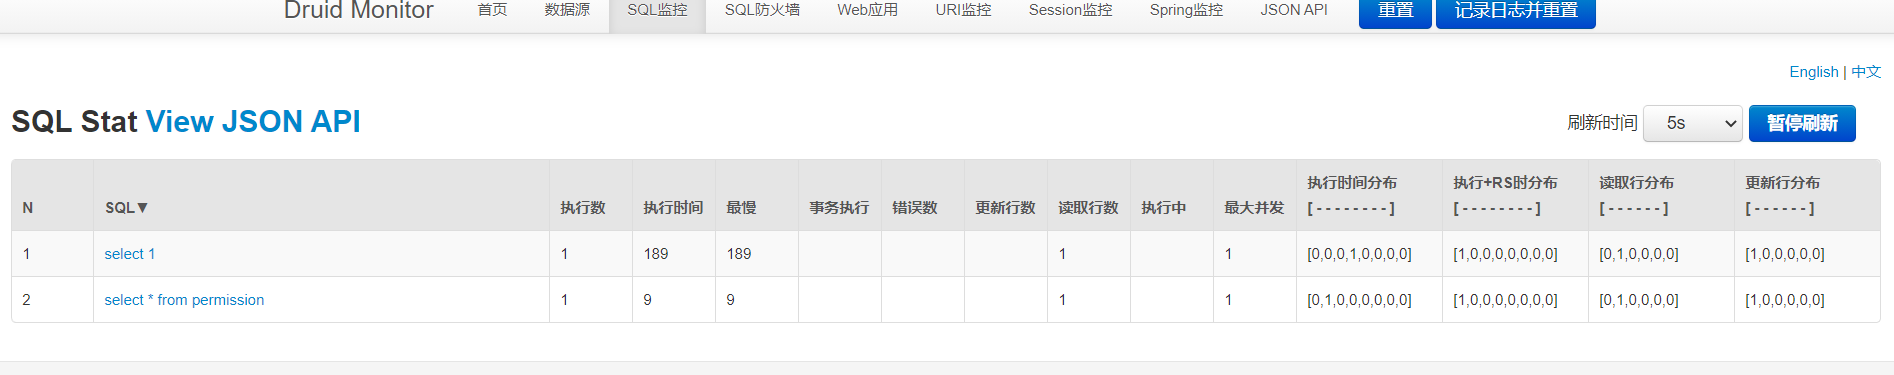 Druid Monitor 首页 数据源 SQL监控 SQL防火墙 Web应用 URI监控 Session监控 Spring监控 JSON API 重置 记录日志并重置
English | 中文
SQL Stat View JSON API 刷新时间 5s 暂停刷新
N SQL▼ 执行数 执行时间 最慢 事务执行 错误数 更新行数 读取行数 执行中 最大并发 执行时间分布 执行+RS时分布 读取行分布 更新行分布
[ - - - - - - - - ] [ - - - - - - - - ] [ - - - - - - ] [ - - - - - - ]
1 select 1 1 189 189 1 1 [0,0,0,1,0,0,0,0] [1,0,0,0,0,0,0,0] [0,1,0,0,0,0] [1,0,0,0,0,0]
2 select * from permission 1 9 9 1 1 [0,1,0,0,0,0,0,0] [1,0,0,0,0,0,0,0] [0,1,0,0,0,0] [1,0,0,0,0,0]